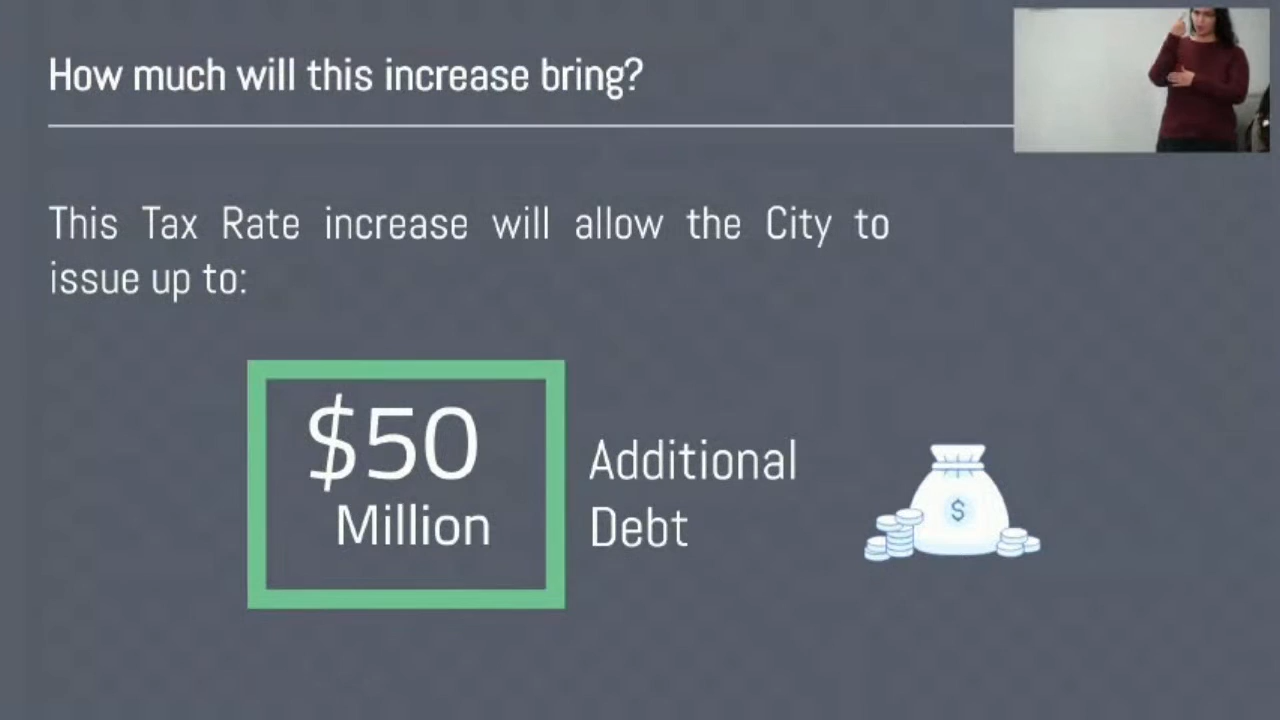 How much will this increase bring?
This Tax Rate increase will allow the City to
issue up to:
$50
Million
Additional
Debt
$